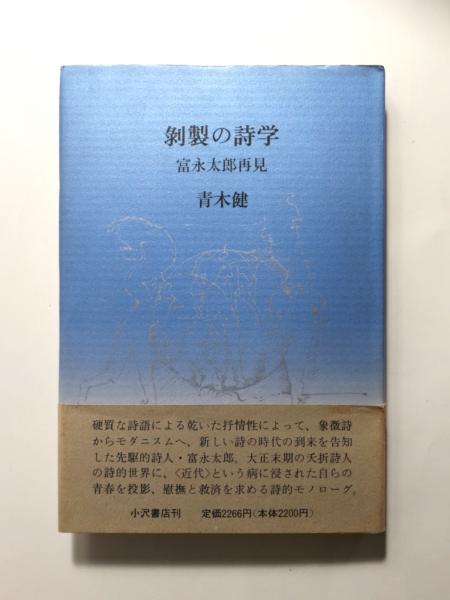 剝製の詩学
富永太郎再見
青木健
硬質な詩語による乾いた抒情性によって、象徴詩
からモダニスムへ、新しい詩の時代の到来を告知
した先駆的詩人・富永太郎。大正末期の夭折詩人
の詩的世界に、〈近代〉という病に浸された自らの
青春を投影、慰撫と救済を求める詩的モノローグ。
小沢書店刊 定価2266円(本体2200円)